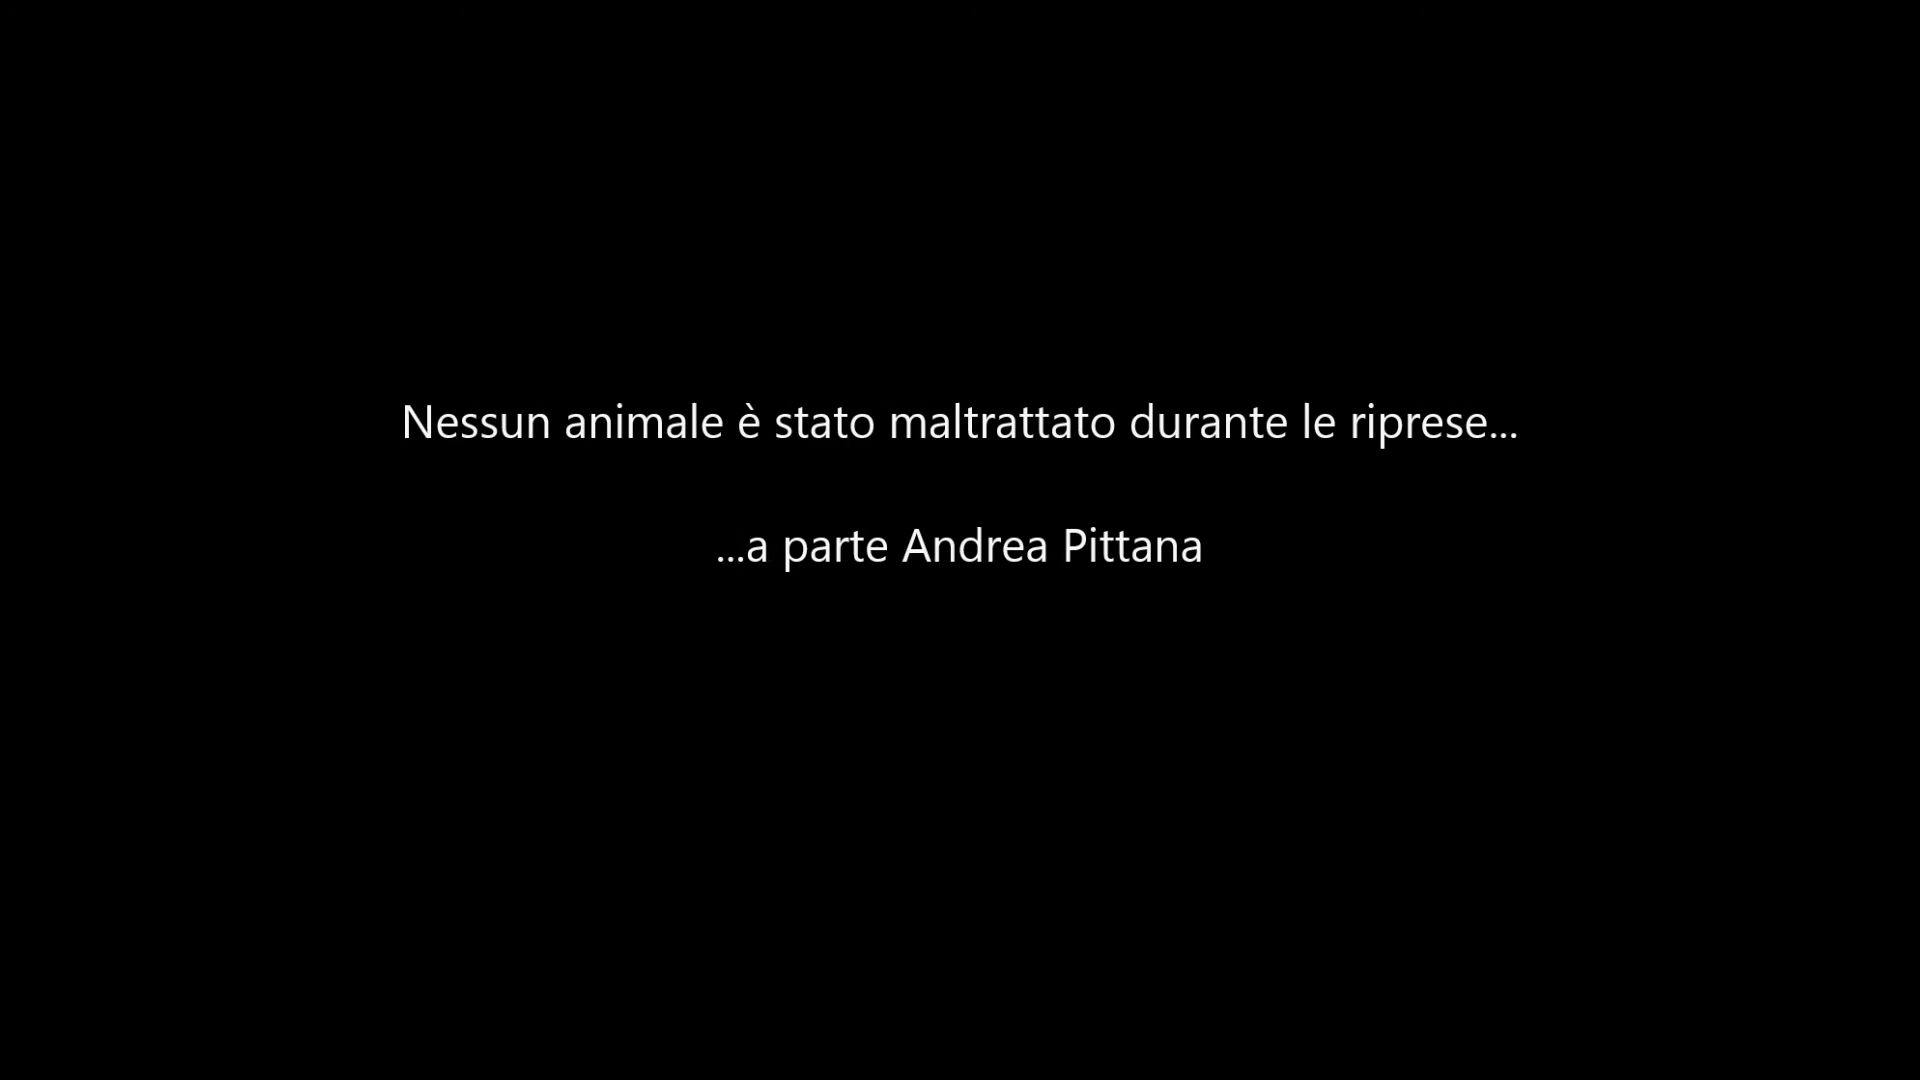 Nessun animale è stato maltrattato durante le riprese...
...a parte Andrea Pittana